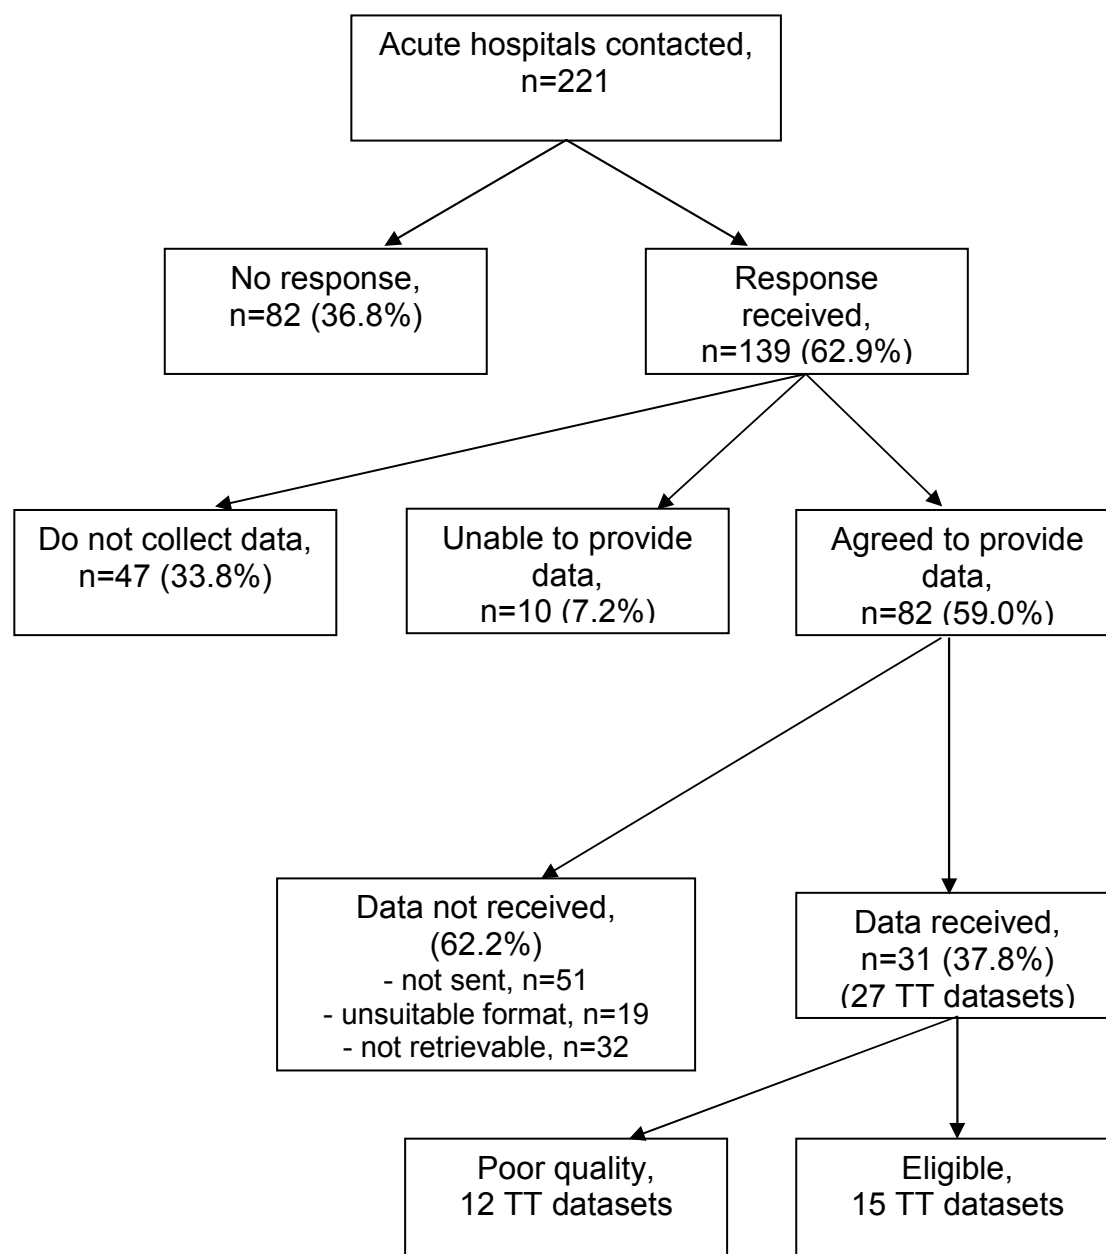 Acute hospitals contacted,
n=221
No response,
n=82 (36.8%)
Response
received,
n=139 (62.9%)
Do not collect data,
n=47 (33.8%)
Unable to provide
data,
n=10 (7.2%)
Agreed to provide
data,
n=82 (59.0%)
Data not received,
(62.2%)
- not sent, n=51
- unsuitable format, n=19
- not retrievable, n=32
Data received,
n=31 (37.8%)
(27 TT datasets)
Poor quality,
12 TT datasets
Eligible,
15 TT datasets